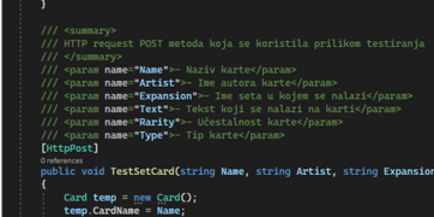 }
/// <summary>
/// HTTP request POST metoda koja se koristila prilikom testiranja
/// </summary>
/// <param name="Name">- Naziv karte</param>
/// <param name="Artist">- Ime autora karte</param>
/// <param name="Expansion">- Ime seta u kojem se nalazi</param>
/// <param name="Text">- Tekst koji se nalazi na karti</param>
/// <param name="Rarity">- Učestalnost karte</param>
/// <param name="Type">- Tip karte</param>
[HttpPost]
0 references
public void TestSetCard(string Name, string Artist, string Expansion
{
Card temp = new Card();
temp.CardName = Name;